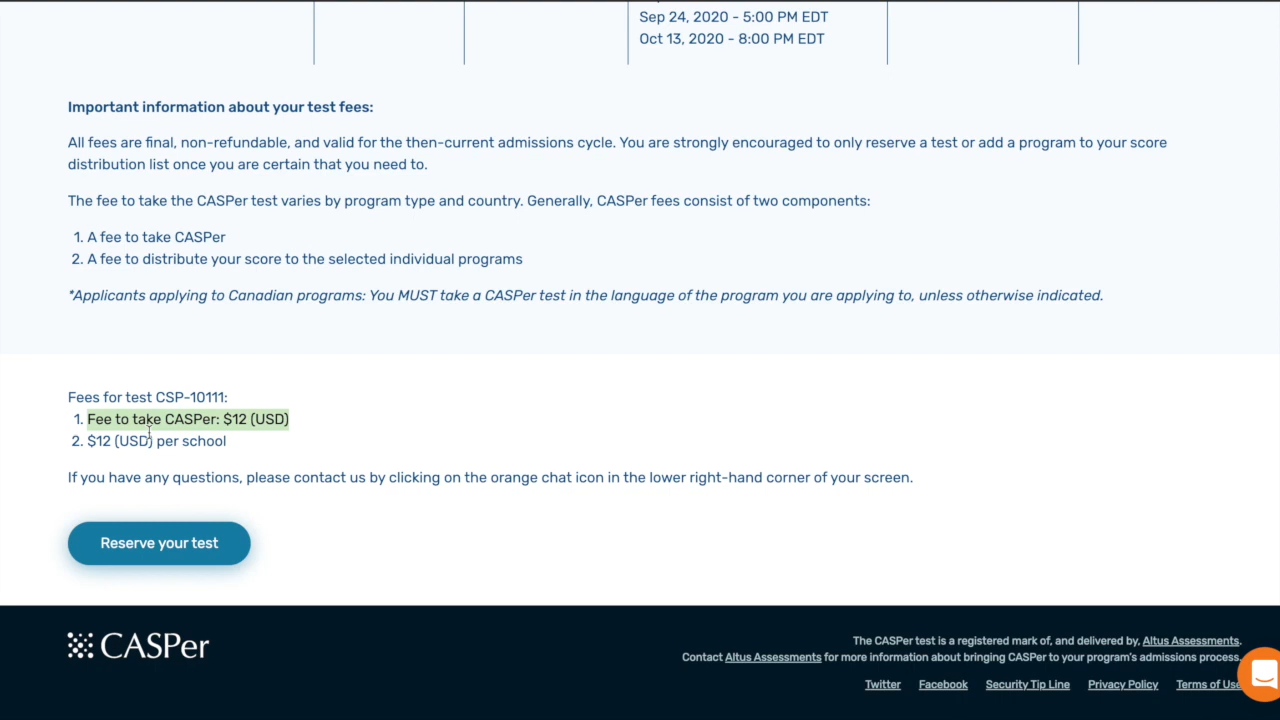 Sep 24, 2020 - 5:00 PM EDT
Oct 13, 2020 - 8:00 PM EDT
Important information about your test fees:
All fees are final, non-refundable, and valid for the then-current admissions cycle. You are strongly encouraged to only reserve a test or add a program to your score
distribution list once you are certain that you need to.
The fee to take the CASPer test varies by program type and country. Generally, CASPer fees consist of two components:
1. A fee to take CASPer
2. A fee to distribute your score to the selected individual programs
*Applicants applying to Canadian programs: You MUST take a CASPer test in the language of the program you are applying to, unless otherwise indicated.
Fees for test CSP-10111:
1. Fee to take CASPer: $12 (USD)
2. $12 (USD) per school
If you have any questions, please contact us by clicking on the orange chat icon in the lower right-hand corner of your screen.
Reserve your test
CASPer
The CASPer test is a registered mark of, and delivered by, Altus Assessments.
Contact Altus Assessments for more information about bringing CASPer to your program's admissions process.
Twitter Facebook Security Tip Line Privacy Policy Terms of Use